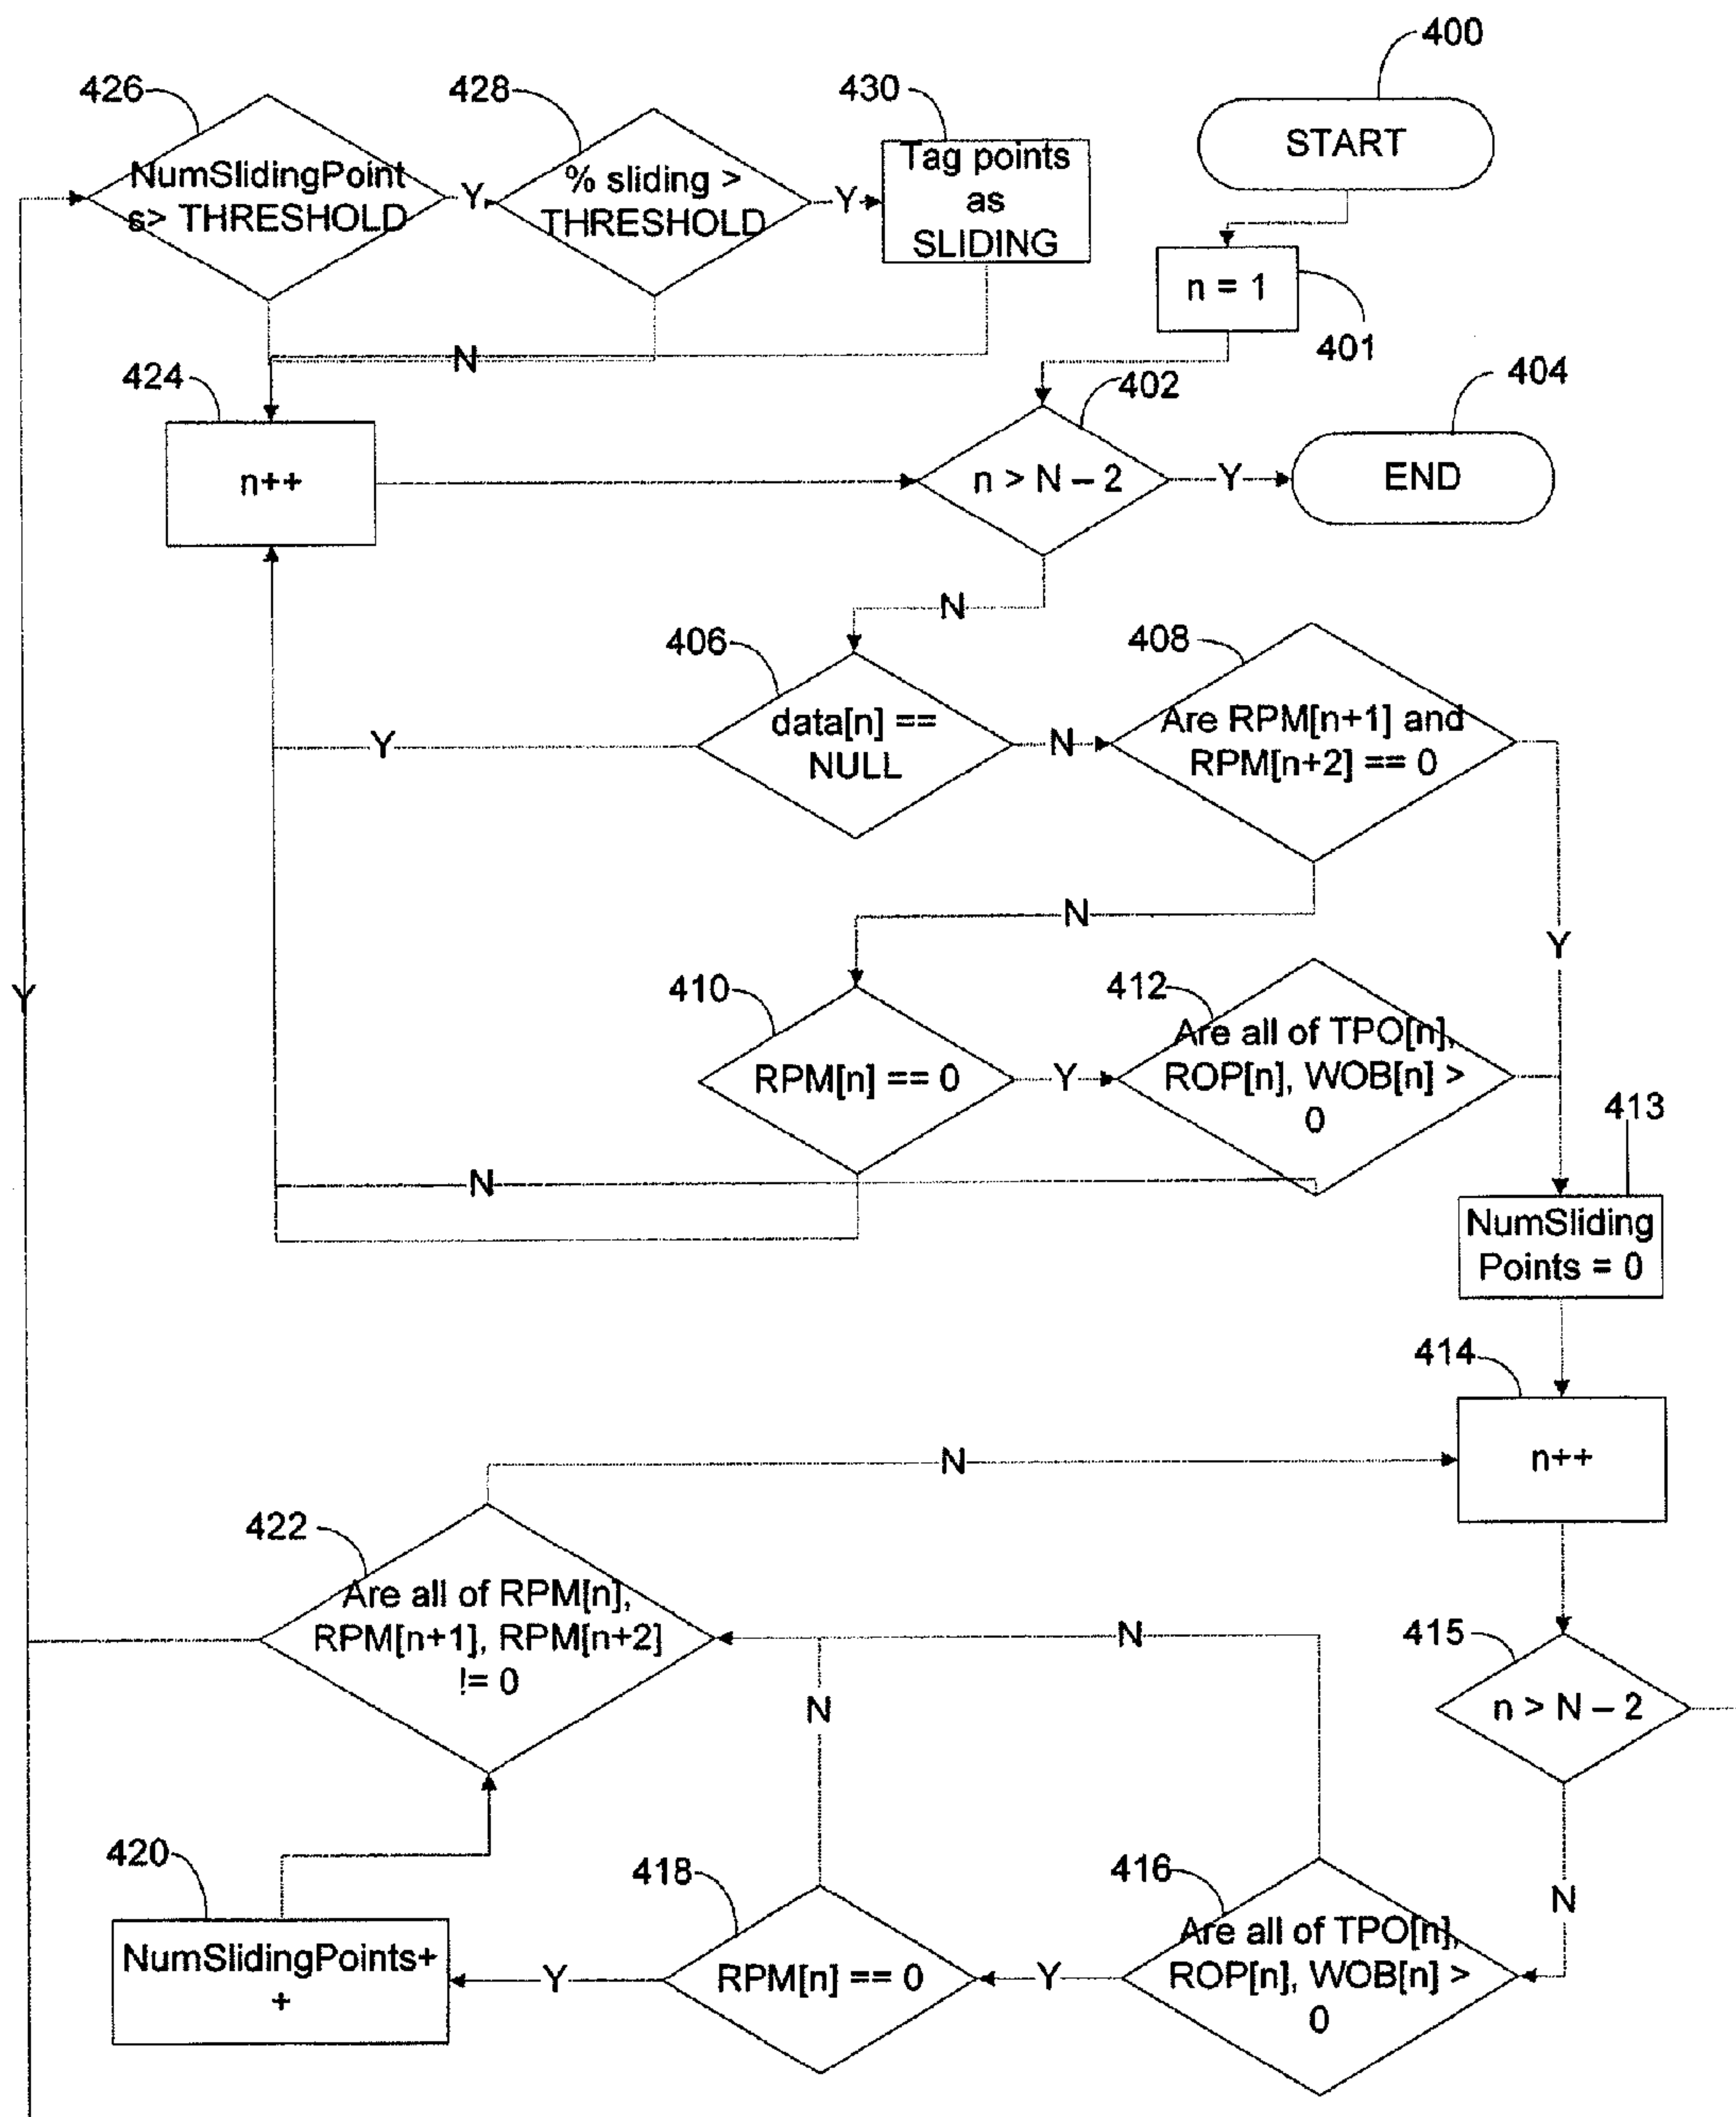 400
START
n = 1
401
426
NumSlidingPoint
s> THRESHOLD
Y
428
% sliding >
THRESHOLD
Y
430
Tag points
as
SLIDING
N
424
n++
402
n > N – 2
Y
404
END
N
406
data[n] ==
NULL
Y
N
408
Are RPM[n+1] and
RPM[n+2] == 0
Y
N
410
RPM[n] == 0
Y
412
Are all of TPO[n],
ROP[n], WOB[n] >
0
N
413
NumSliding
Points = 0
414
n++
N
422
Are all of RPM[n],
RPM[n+1], RPM[n+2]
!= 0
Y
415
n > N – 2
N
N
N
416
Are all of TPO[n],
ROP[n], WOB[n] >
0
Y
418
RPM[n] == 0
Y
420
NumSlidingPoints+
+